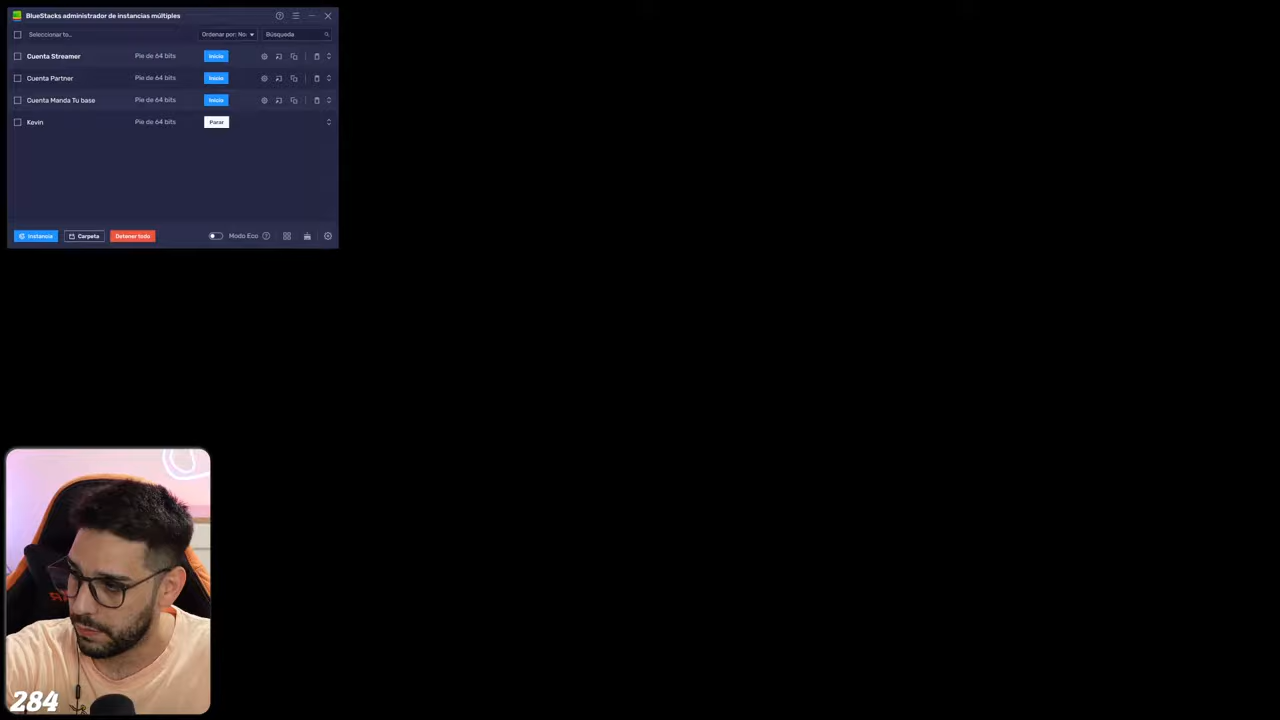 BlueStacks administrador de instancias múltiples
Seleccionar to... Ordenar por: No: Búsqueda
Cuenta Streamer Pie de 64 bits Inicio
Cuenta Partner Pie de 64 bits Inicio
Cuenta Manda Tu base Pie de 64 bits Inicio
Kevin Pie de 64 bits Parar
Instancia Carpeta Detener todo Modo Eco
284